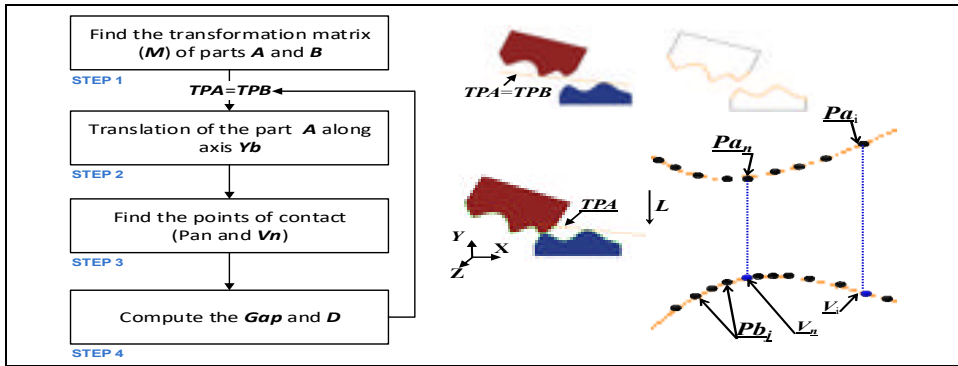 Find the transformation matrix
(M) of parts A and B
STEP 1
TPA=TPB
Translation of the part A along
axis Yb
STEP 2
Find the points of contact
(Pan and Vn)
STEP 3
Compute the Gap and D
STEP 4
TPA=TPB
TPA
L
Y
X
Z
Pai
Pan
Vi
Vn
Pbj